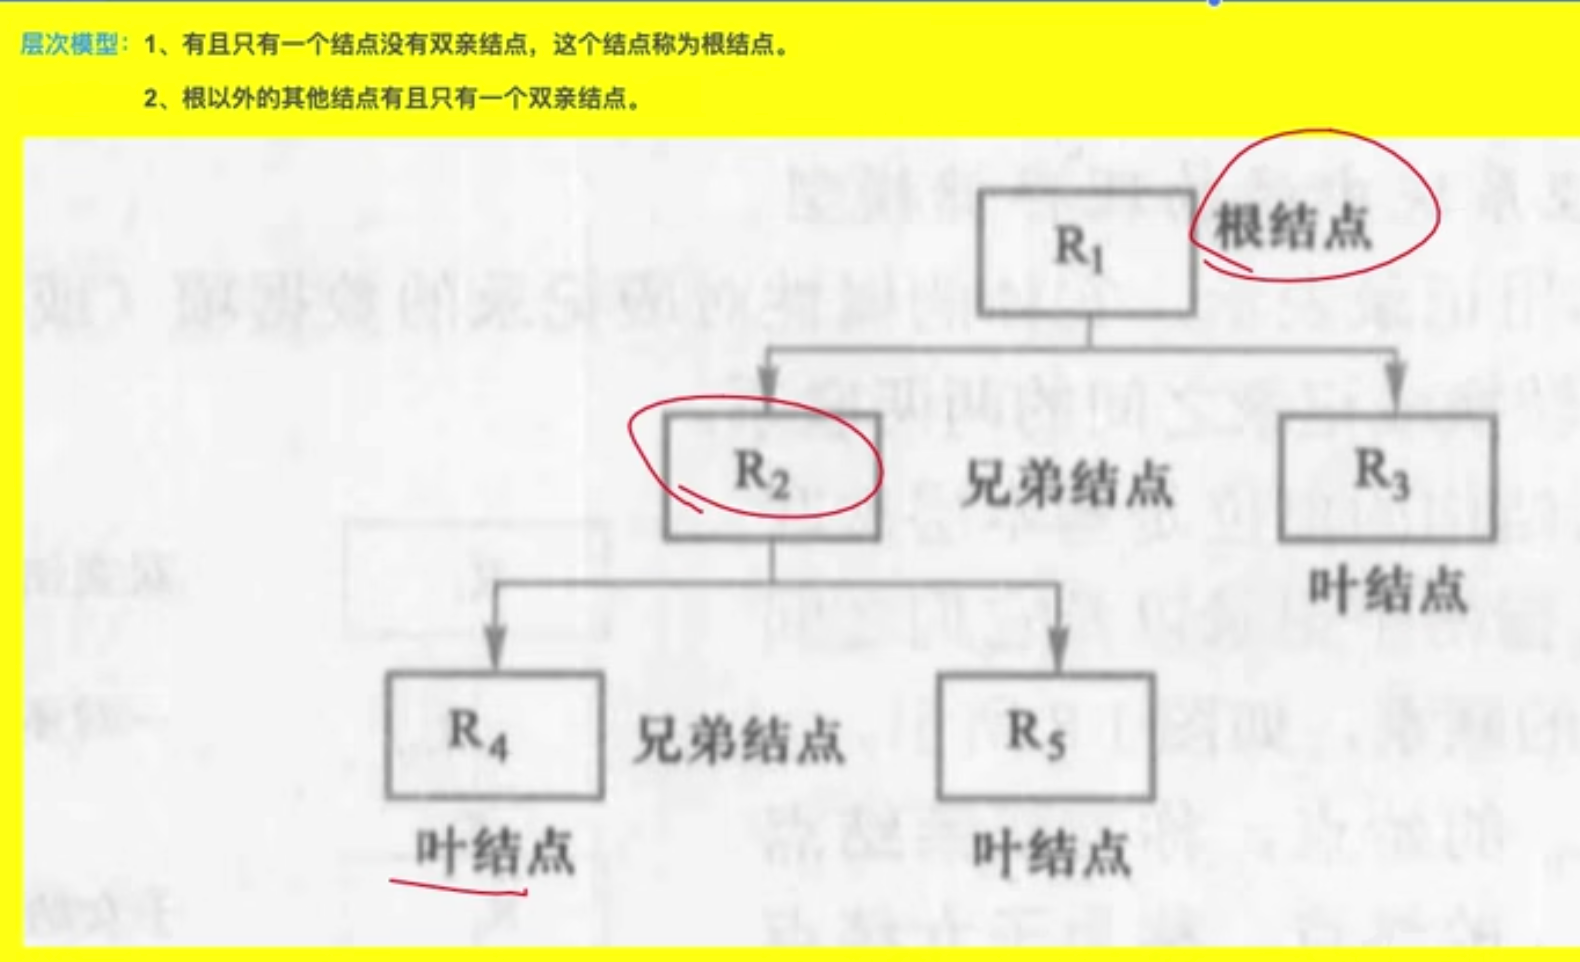 层次模型：1、有且只有一个结点没有双亲结点，这个结点称为根结点。
2、根以外的其他结点有且只有一个双亲结点。
R1 根结点
R2 兄弟结点 R3
叶结点
R4 兄弟结点 R5
叶结点 叶结点